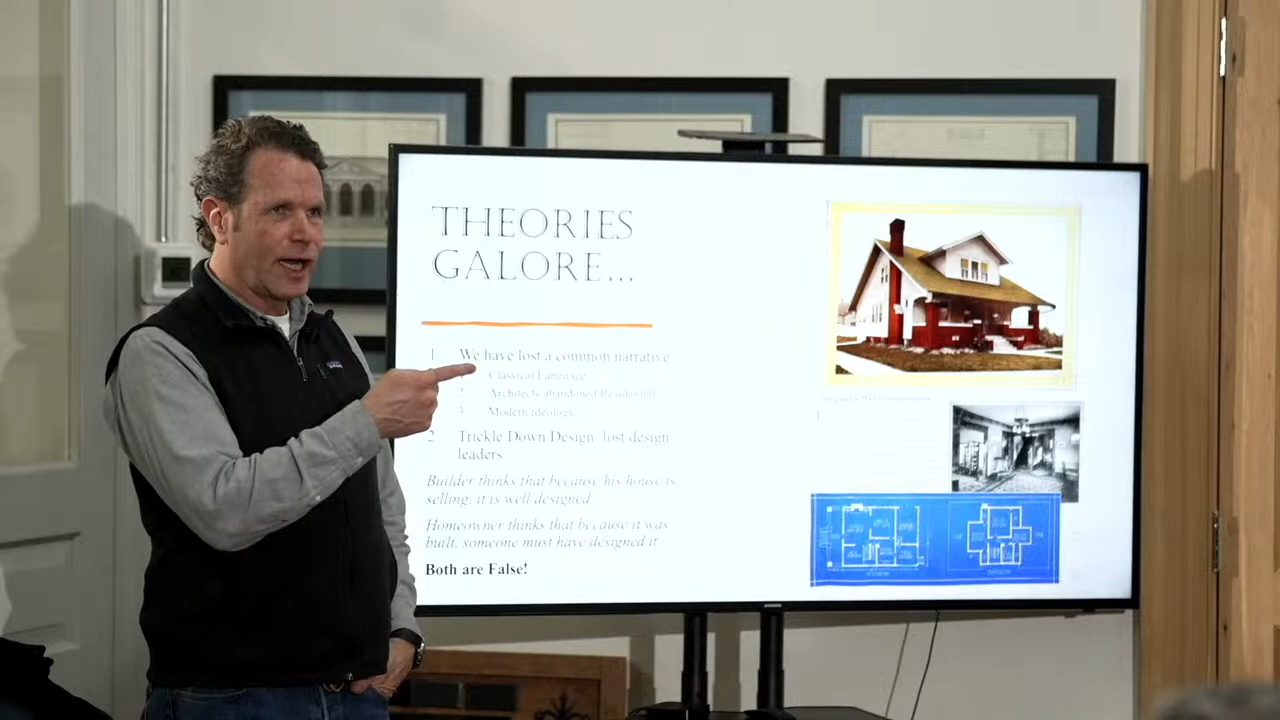 THEORIES
GALORE...
1 We have lost a common narrative
Classical Language
2 Architects abandoned Residential
3 Modern ideology
2 Trickle Down Design lost design
leaders
Builder thinks that because his house is
selling, it is well designed
Homeowner thinks that because it was
built, someone must have designed it
Both are False!